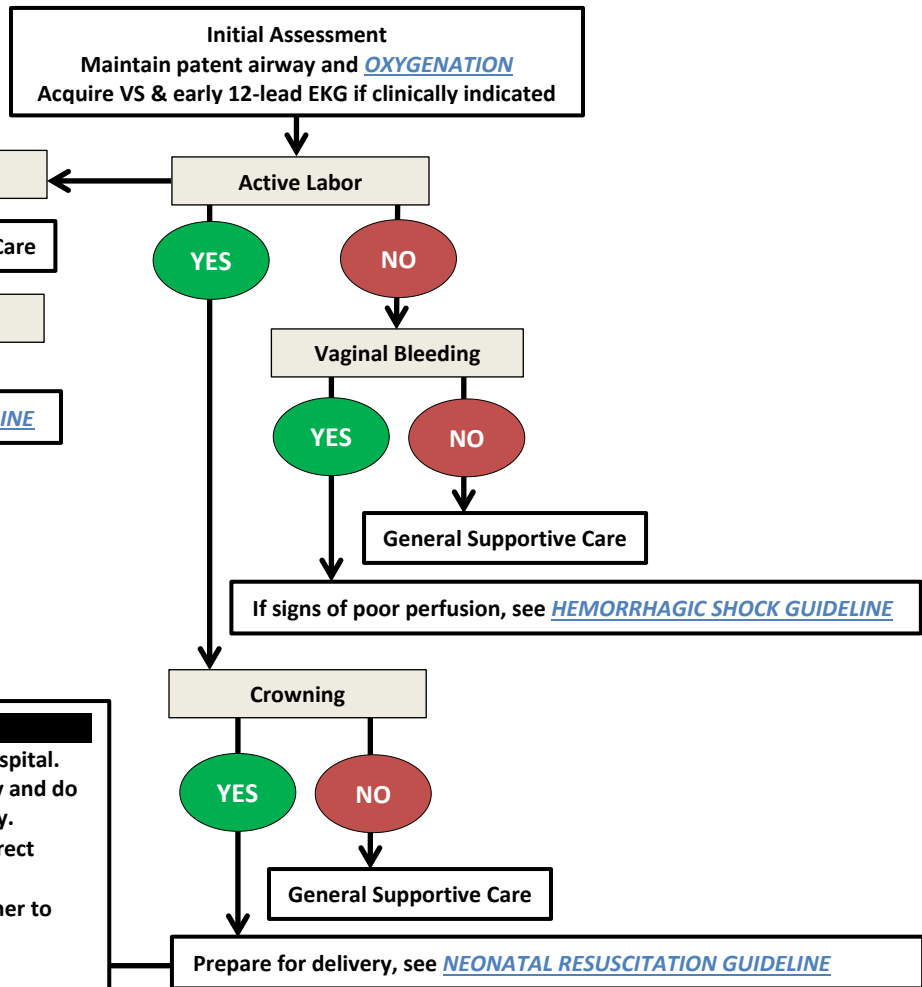 Initial Assessment
Maintain patent airway and OXYGENATION
Acquire VS & early 12-lead EKG if clinically indicated
Active Labor
Care
YES
NO
Vaginal Bleeding
INE
YES
NO
General Supportive Care
If signs of poor perfusion, see HEMORRHAGIC SHOCK GUIDELINE
Crowning
spital.
y and do
y.
rect
ner to
YES
NO
General Supportive Care
Prepare for delivery, see NEONATAL RESUSCITATION GUIDELINE